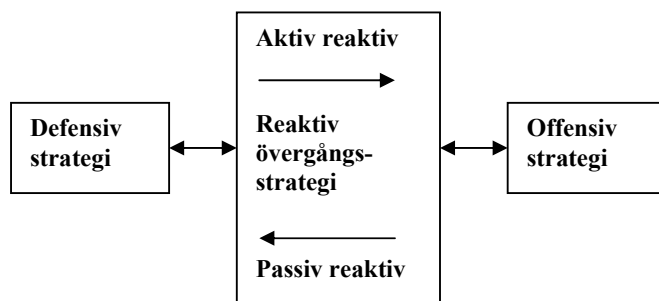 Defensiv
strategi
Aktiv reaktiv
Reaktiv
övergångs-
strategi
Passiv reaktiv
Offensiv
strategi